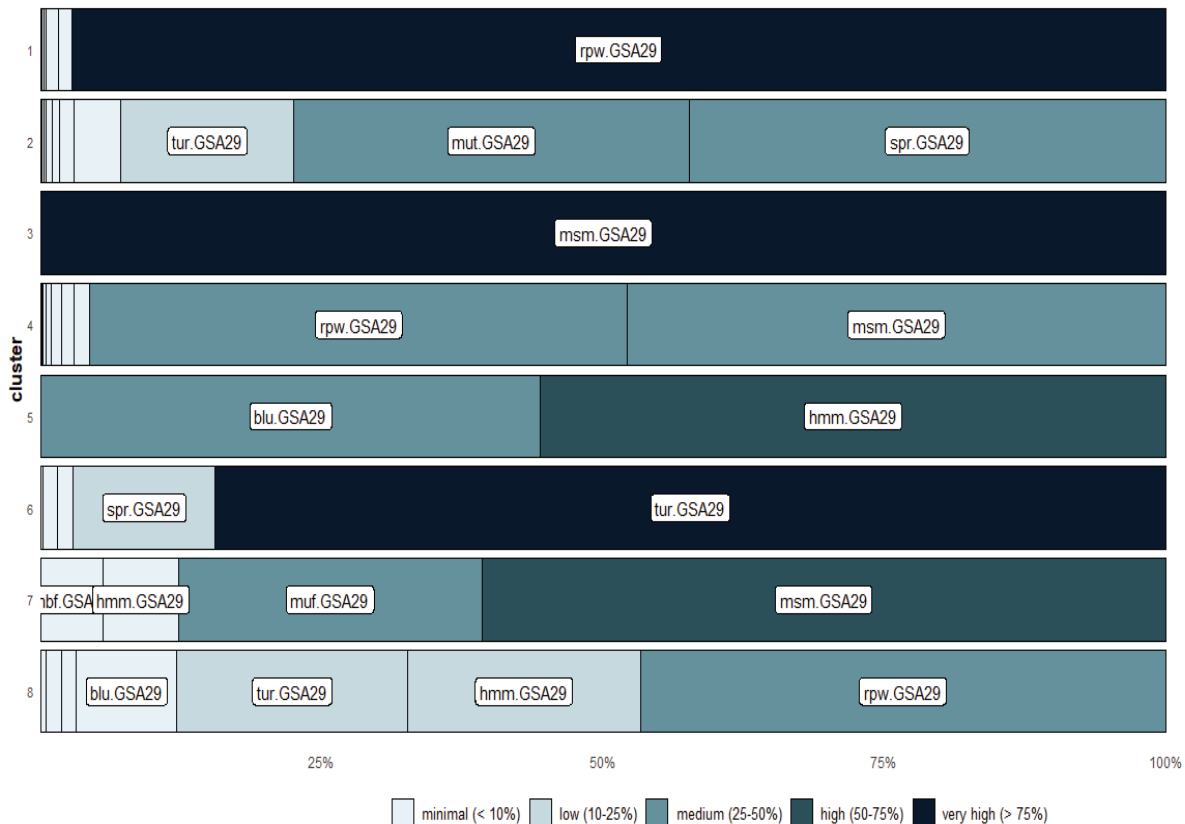 cluster
1
rpw.GSA29
2
tur.GSA29 mut.GSA29 spr.GSA29
3
msm.GSA29
4
rpw.GSA29 msm.GSA29
5
blu.GSA29 hmm.GSA29
6
spr.GSA29 tur.GSA29
7
hmm.GSA29 muf.GSA29 msm.GSA29
8
blu.GSA29 tur.GSA29 hmm.GSA29 rpw.GSA29
25% 50% 75% 100%
minimal (< 10%) low (10-25%) medium (25-50%) high (50-75%) very high (> 75%)